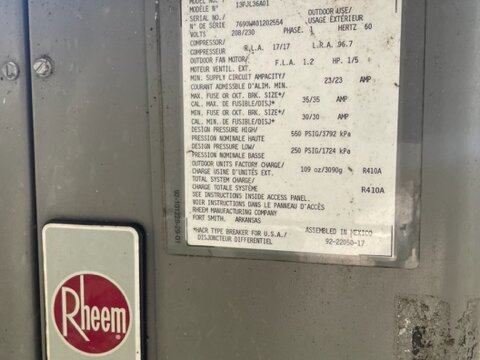 MODEL NO. 13PJL36A01 OUTDOOR USE/
MODÈLE N° USAGE EXTÉRIEUR
SERIAL NO./ 7690W401202554
N° DE SÉRIE
VOLTS 208/230 PHASE. 1 HERTZ 60
COMPRESSOR/ R.L.A. 17/17 L.R.A. 96.7
COMPRESSEUR
OUTDOOR FAN MOTOR/ F.L.A. 1.2 HP. 1/5
MOTEUR VENTIL. EXT.
MIN. SUPPLY CIRCUIT AMPACITY/ 23/23 AMP
COURANT ADMISSIBLE D'ALIM. MIN.
MAX. FUSE OR CKT. BRK. SIZE*/ 35/35 AMP
CAL. MAX. DE FUSIBLE/DISJ*
MIN. FUSE OR CKT. BRK. SIZE*/ 30/30 AMP
CAL. MIN. DE FUSIBLE/DISJ*
DESIGN PRESSURE HIGH/ 550 PSIG/3792 kPa
PRESSION NOMINALE HAUTE
DESIGN PRESSURE LOW/ 250 PSIG/1724 kPa
PRESSION NOMINALE BASSE
OUTDOOR UNITS FACTORY CHARGE/ 109 oz/3090g R410A
CHARGE USINE D'UNITÉS EXT.
TOTAL SYSTEM CHARGE/ R410A
CHARGE TOTALE SYSTÈME
SEE INSTRUCTIONS INSIDE ACCESS PANEL.
VOIR INSTRUCTIONS DANS LE PANNEAU D'ACCÈS
RHEEM MANUFACTURING COMPANY
FORT SMITH, ARKANSAS ASSEMBLED IN MEXICO
*HACR TYPE BREAKER FOR U.S.A./ 92-22050-17
DISJONCTEUR DIFFERENTIEL
92-101228-09-01
Rheem